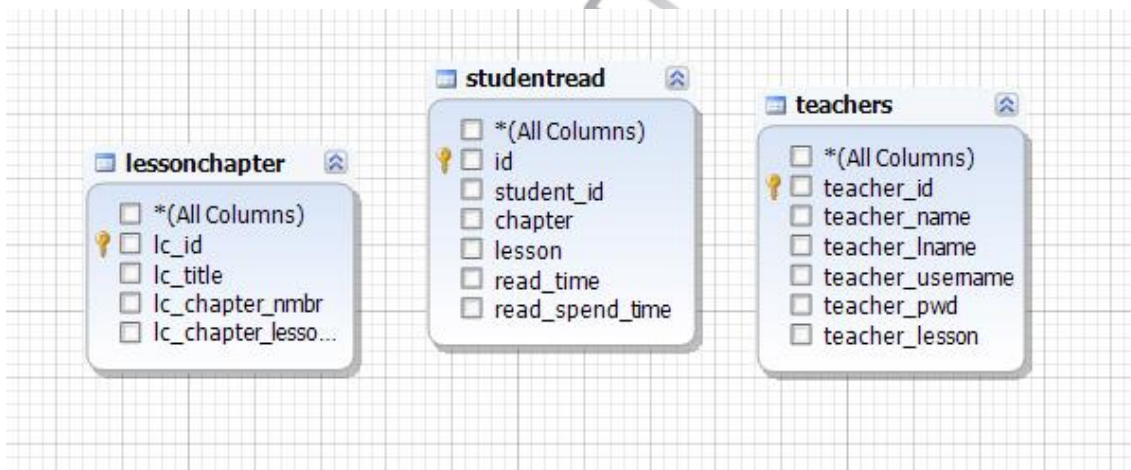 lessonchapter
*(All Columns)
lc_id
lc_title
lc_chapter_nmbr
lc_chapter_lesso...
studentread
*(All Columns)
id
student_id
chapter
lesson
read_time
read_spend_time
teachers
*(All Columns)
teacher_id
teacher_name
teacher_lname
teacher_username
teacher_pwd
teacher_lesson